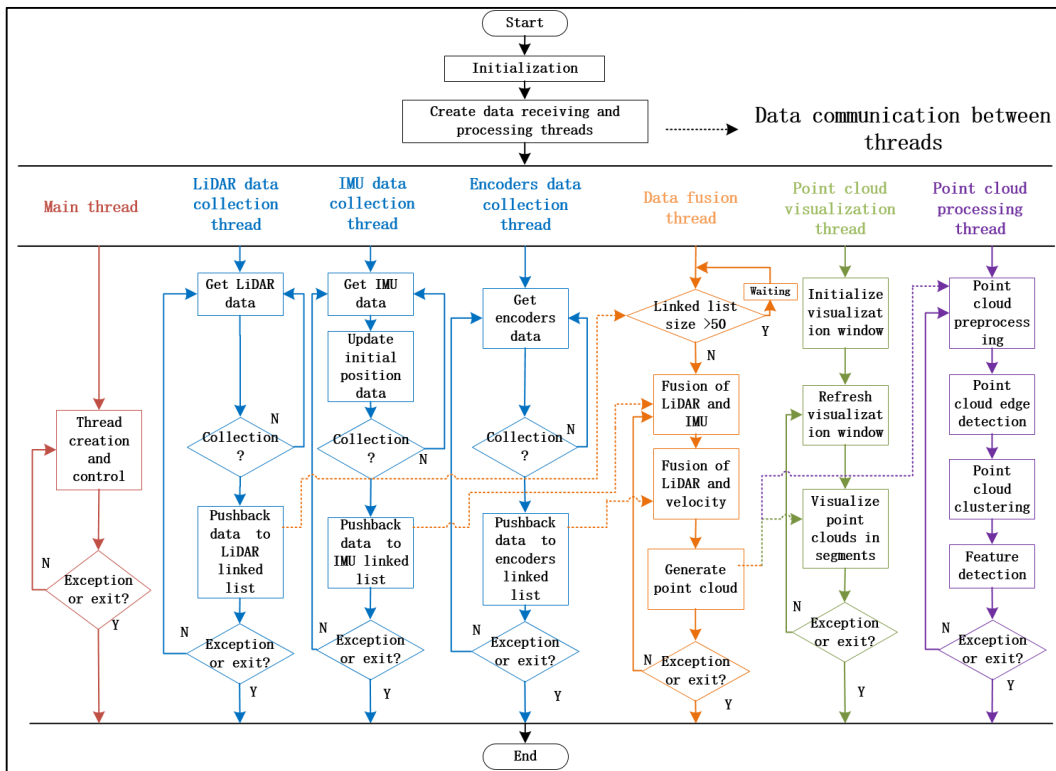 Start
Initialization
Create data receiving and
processing threads
Data communication between
threads
Main thread
LiDAR data
collection
thread
IMU data
collection
thread
Encoders data
collection
thread
Data fusion
thread
Point cloud
visualization
thread
Point cloud
processing
thread
Thread
creation
and
control
N
Exception
or exit?
Y
Get LiDAR
data
N
Collection
?
Pushback
data to
LiDAR
linked
list
N
Exception
or exit?
Y
Get IMU
data
Update
initial
position
data
Collection
?
N
Pushback
data to
IMU linked
list
N
Exception
or exit?
Y
Get
encoders
data
N
Collection
?
Pushback
data to
encoders
linked
list
N
Exception
or exit?
Y
Waiting
Linked list
size >50
Y
N
Fusion of
LiDAR and
IMU
Fusion of
LiDAR and
velocity
Generate
point cloud
N
Exception
or exit?
Y
Initialize
visualizat
ion window
Refresh
visualizat
ion window
Visualize
point
clouds in
segments
N
Exception
or exit?
Y
Point
cloud
preprocess
ing
Point
cloud edge
detection
Point
cloud
clustering
Feature
detection
N
Exception
or exit?
Y
End